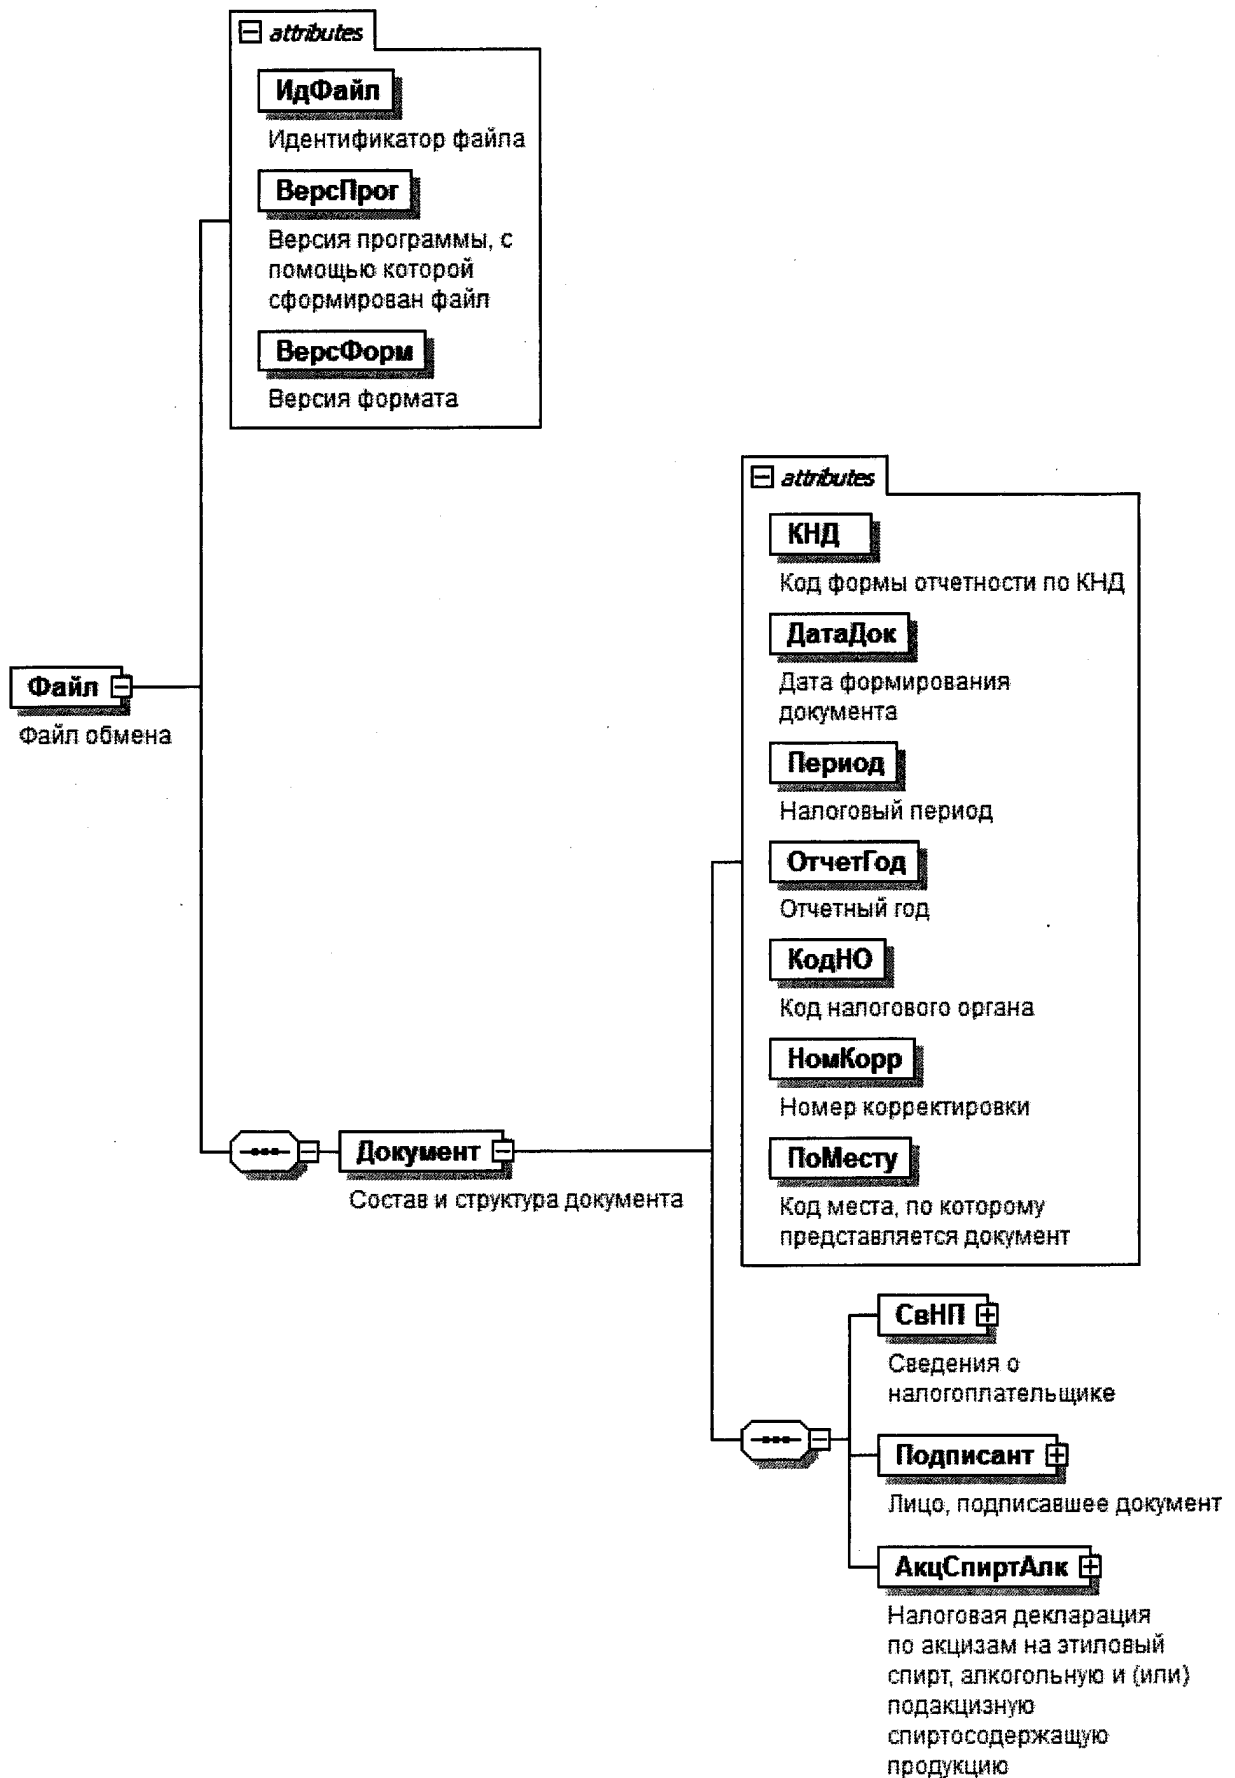 attributes
ИдФайл
Идентификатор файла
ВерсПрог
Версия программы, с
помощью которой
сформирован файл
ВерсФорм
Версия формата
attributes
КНД
Код формы отчетности по КНД
ДатаДок
Дата формирования
документа
Файл
Файл обмена
Период
Налоговый период
ОтчетГод
Отчетный год
КодНО
Код налогового органа
НомКорр
Номер корректировки
Документ
Состав и структура документа
ПоМесту
Код места, по которому
представляется документ
СвНП
Сведения о
налогоплательщике
Подписант
Лицо, подписавшее документ
АкцСпиртАлк
Налоговая декларация
по акцизам на этиловый
спирт, алкогольную и (или)
подакцизную
спиртосодержащую
продукцию